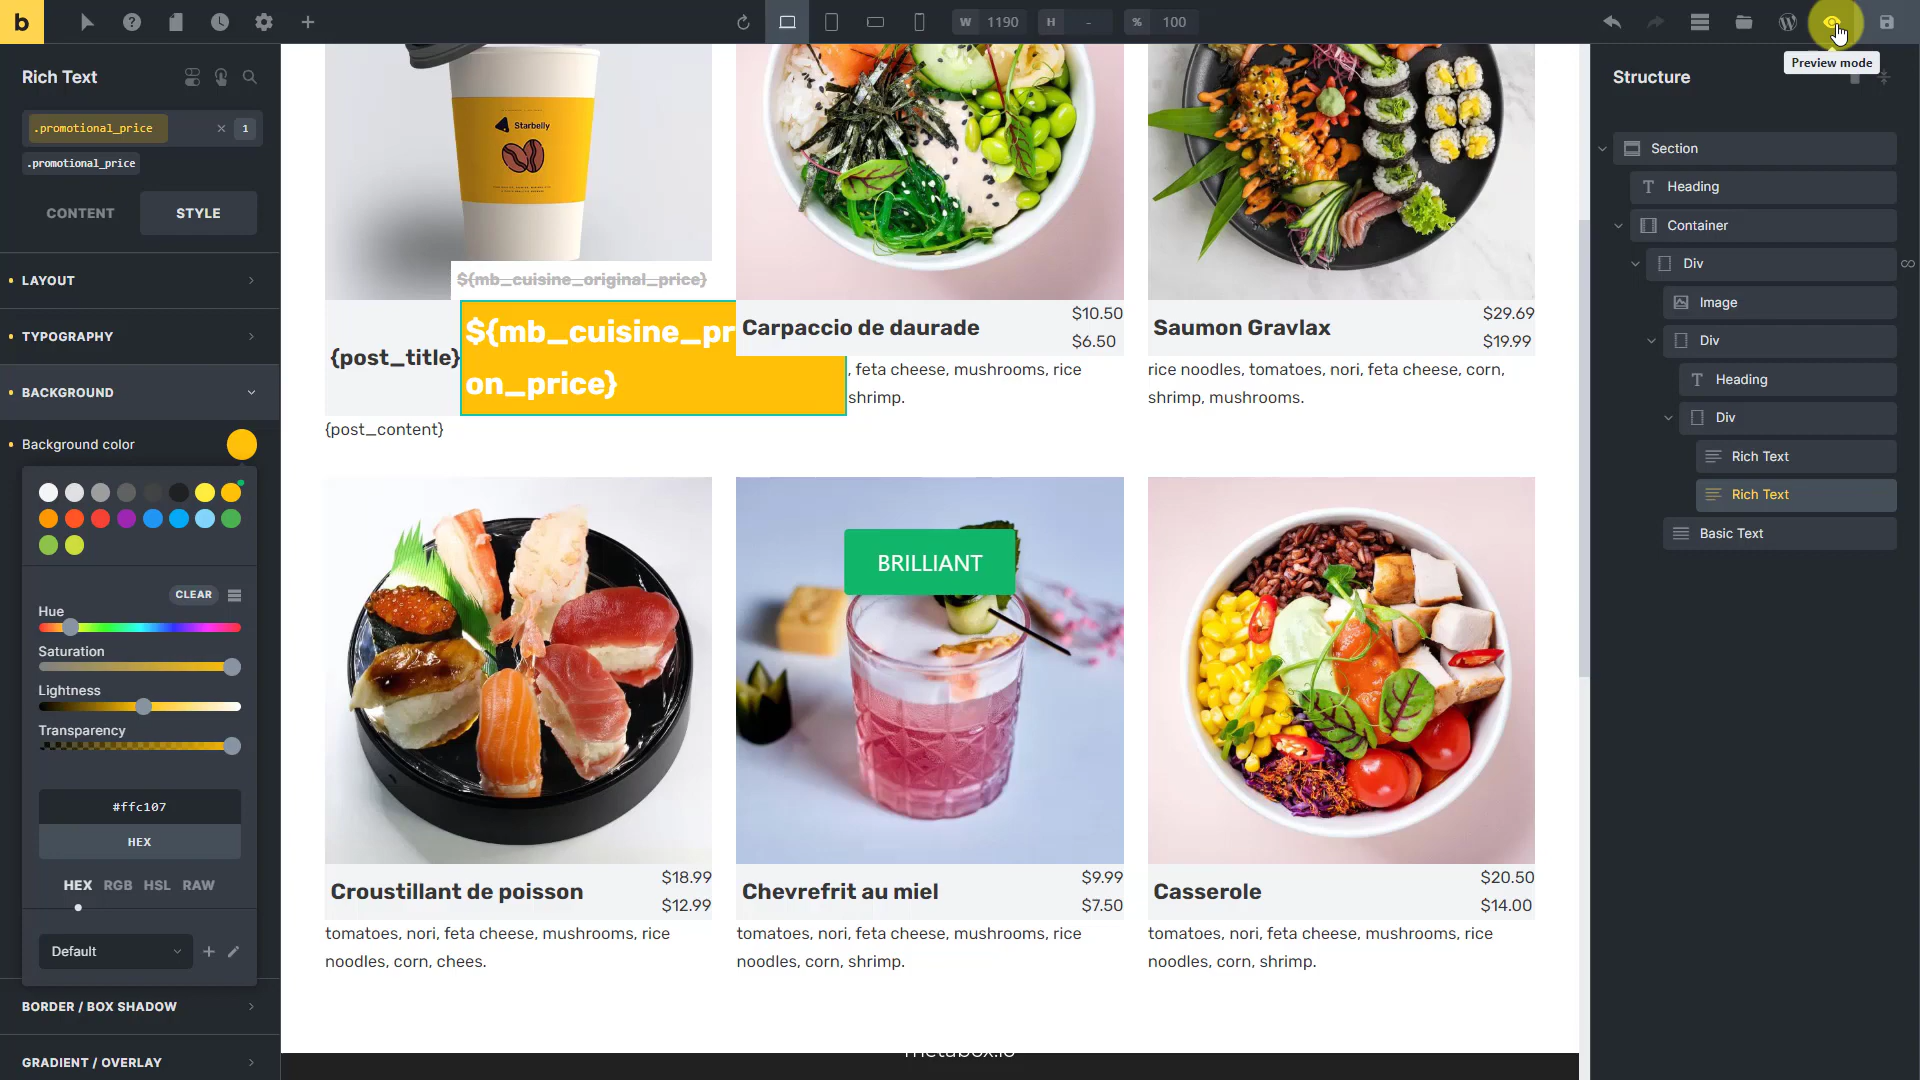 b
W 1190 H - % 100
Preview mode
Rich Text
.promotional_price
1
.promotional_price
CONTENT
STYLE
LAYOUT
TYPOGRAPHY
BACKGROUND
Background color
CLEAR
Hue
Saturation
Lightness
Transparency
#ffc107
HEX
HEX RGB HSL RAW
Default
BORDER / BOX SHADOW
GRADIENT / OVERLAY
Starbelly
${mb_cuisine_original_price}
{post_title}
${mb_cuisine_pr
on_price}
{post_content}
Carpaccio de daurade
$10.50
$6.50
, feta cheese, mushrooms, rice
shrimp.
Saumon Gravlax
$29.69
$19.99
rice noodles, tomatoes, nori, feta cheese, corn,
shrimp, mushrooms.
Croustillant de poisson
$18.99
$12.99
tomatoes, nori, feta cheese, mushrooms, rice
noodles, corn, chees.
BRILLIANT
Chevrefrit au miel
$9.99
$7.50
tomatoes, nori, feta cheese, mushrooms, rice
noodles, corn, shrimp.
Casserole
$20.50
$14.00
tomatoes, nori, feta cheese, mushrooms, rice
noodles, corn, shrimp.
metabox.io
Structure
Section
Heading
Container
Div
Image
Div
Heading
Div
Rich Text
Rich Text
Basic Text